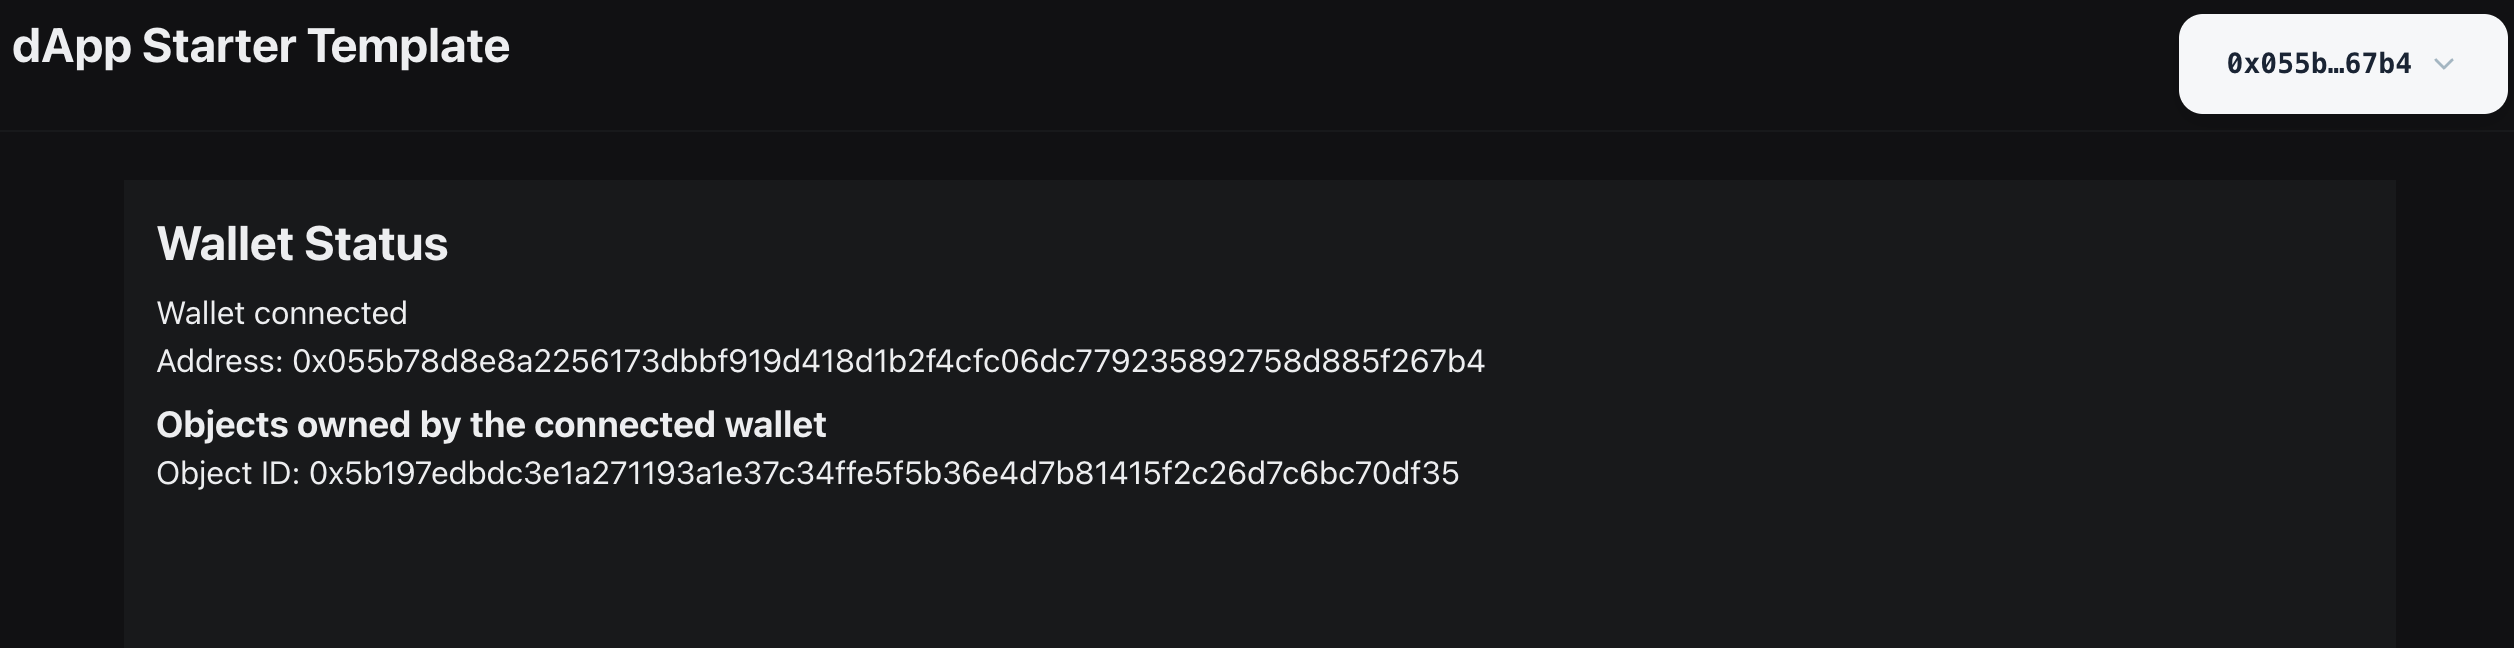 dApp Starter Template
0x055b…67b4
Wallet Status
Wallet connected
Address: 0x055b78d8e8a2256173dbbf919d418d1b2f4cfc06dc779235892758d885f267b4
Objects owned by the connected wallet
Object ID: 0x5b197edbdc3e1a271193a1e37c34ffe5f5b36e4d7b81415f2c26d7c6bc70df35